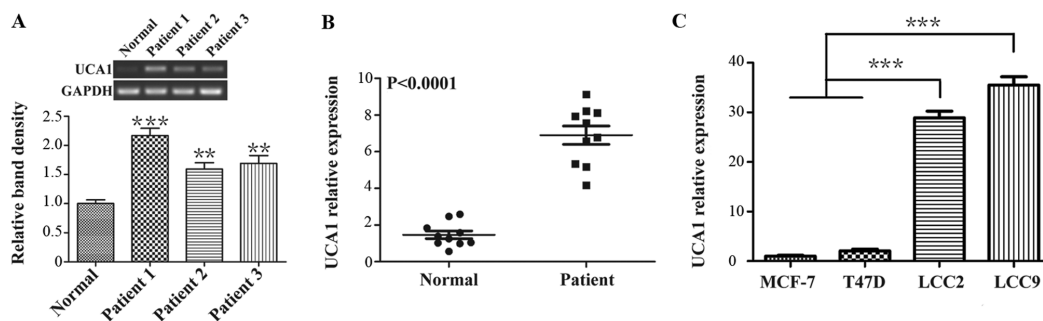 A
Normal
Patient 1
Patient 2
Patient 3
UCA1
GAPDH
Relative band density
2.5
2.0
1.5
1.0
0.5
0
***
**
**
Normal
Patient 1
Patient 2
Patient 3
B
P<0.0001
UCA1 relative expression
10
8
6
4
2
0
Normal
Patient
C
***
***
UCA1 relative expression
40
30
20
10
0
MCF-7
T47D
LCC2
LCC9